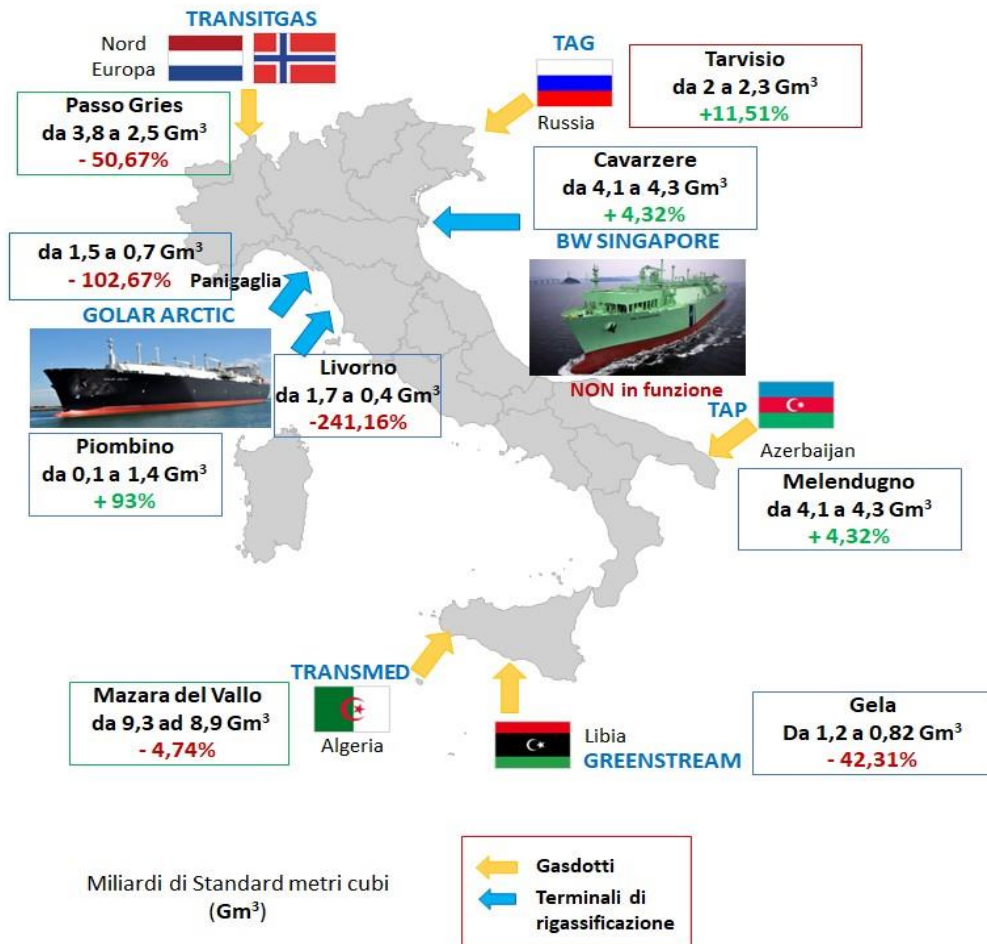 TRANSITGAS
Nord
Europa
Passo Gries
da 3,8 a 2,5 Gm³
- 50,67%
TAG
Russia
Tarvisio
da 2 a 2,3 Gm³
+11,51%
Cavarzere
da 4,1 a 4,3 Gm³
+ 4,32%
BW SINGAPORE
NON in funzione
da 1,5 a 0,7 Gm³
- 102,67%
Panigaglia
GOLAR ARCTIC
Livorno
da 1,7 a 0,4 Gm³
-241,16%
Piombino
da 0,1 a 1,4 Gm³
+ 93%
TAP
Azerbaijan
Melendugno
da 4,1 a 4,3 Gm³
+ 4,32%
TRANSMED
Algeria
Mazara del Vallo
da 9,3 ad 8,9 Gm³
- 4,74%
Libia
GREENSTREAM
Gela
Da 1,2 a 0,82 Gm³
- 42,31%
Miliardi di Standard metri cubi
(Gm³)
Gasdotti
Terminali di
rigassificazione